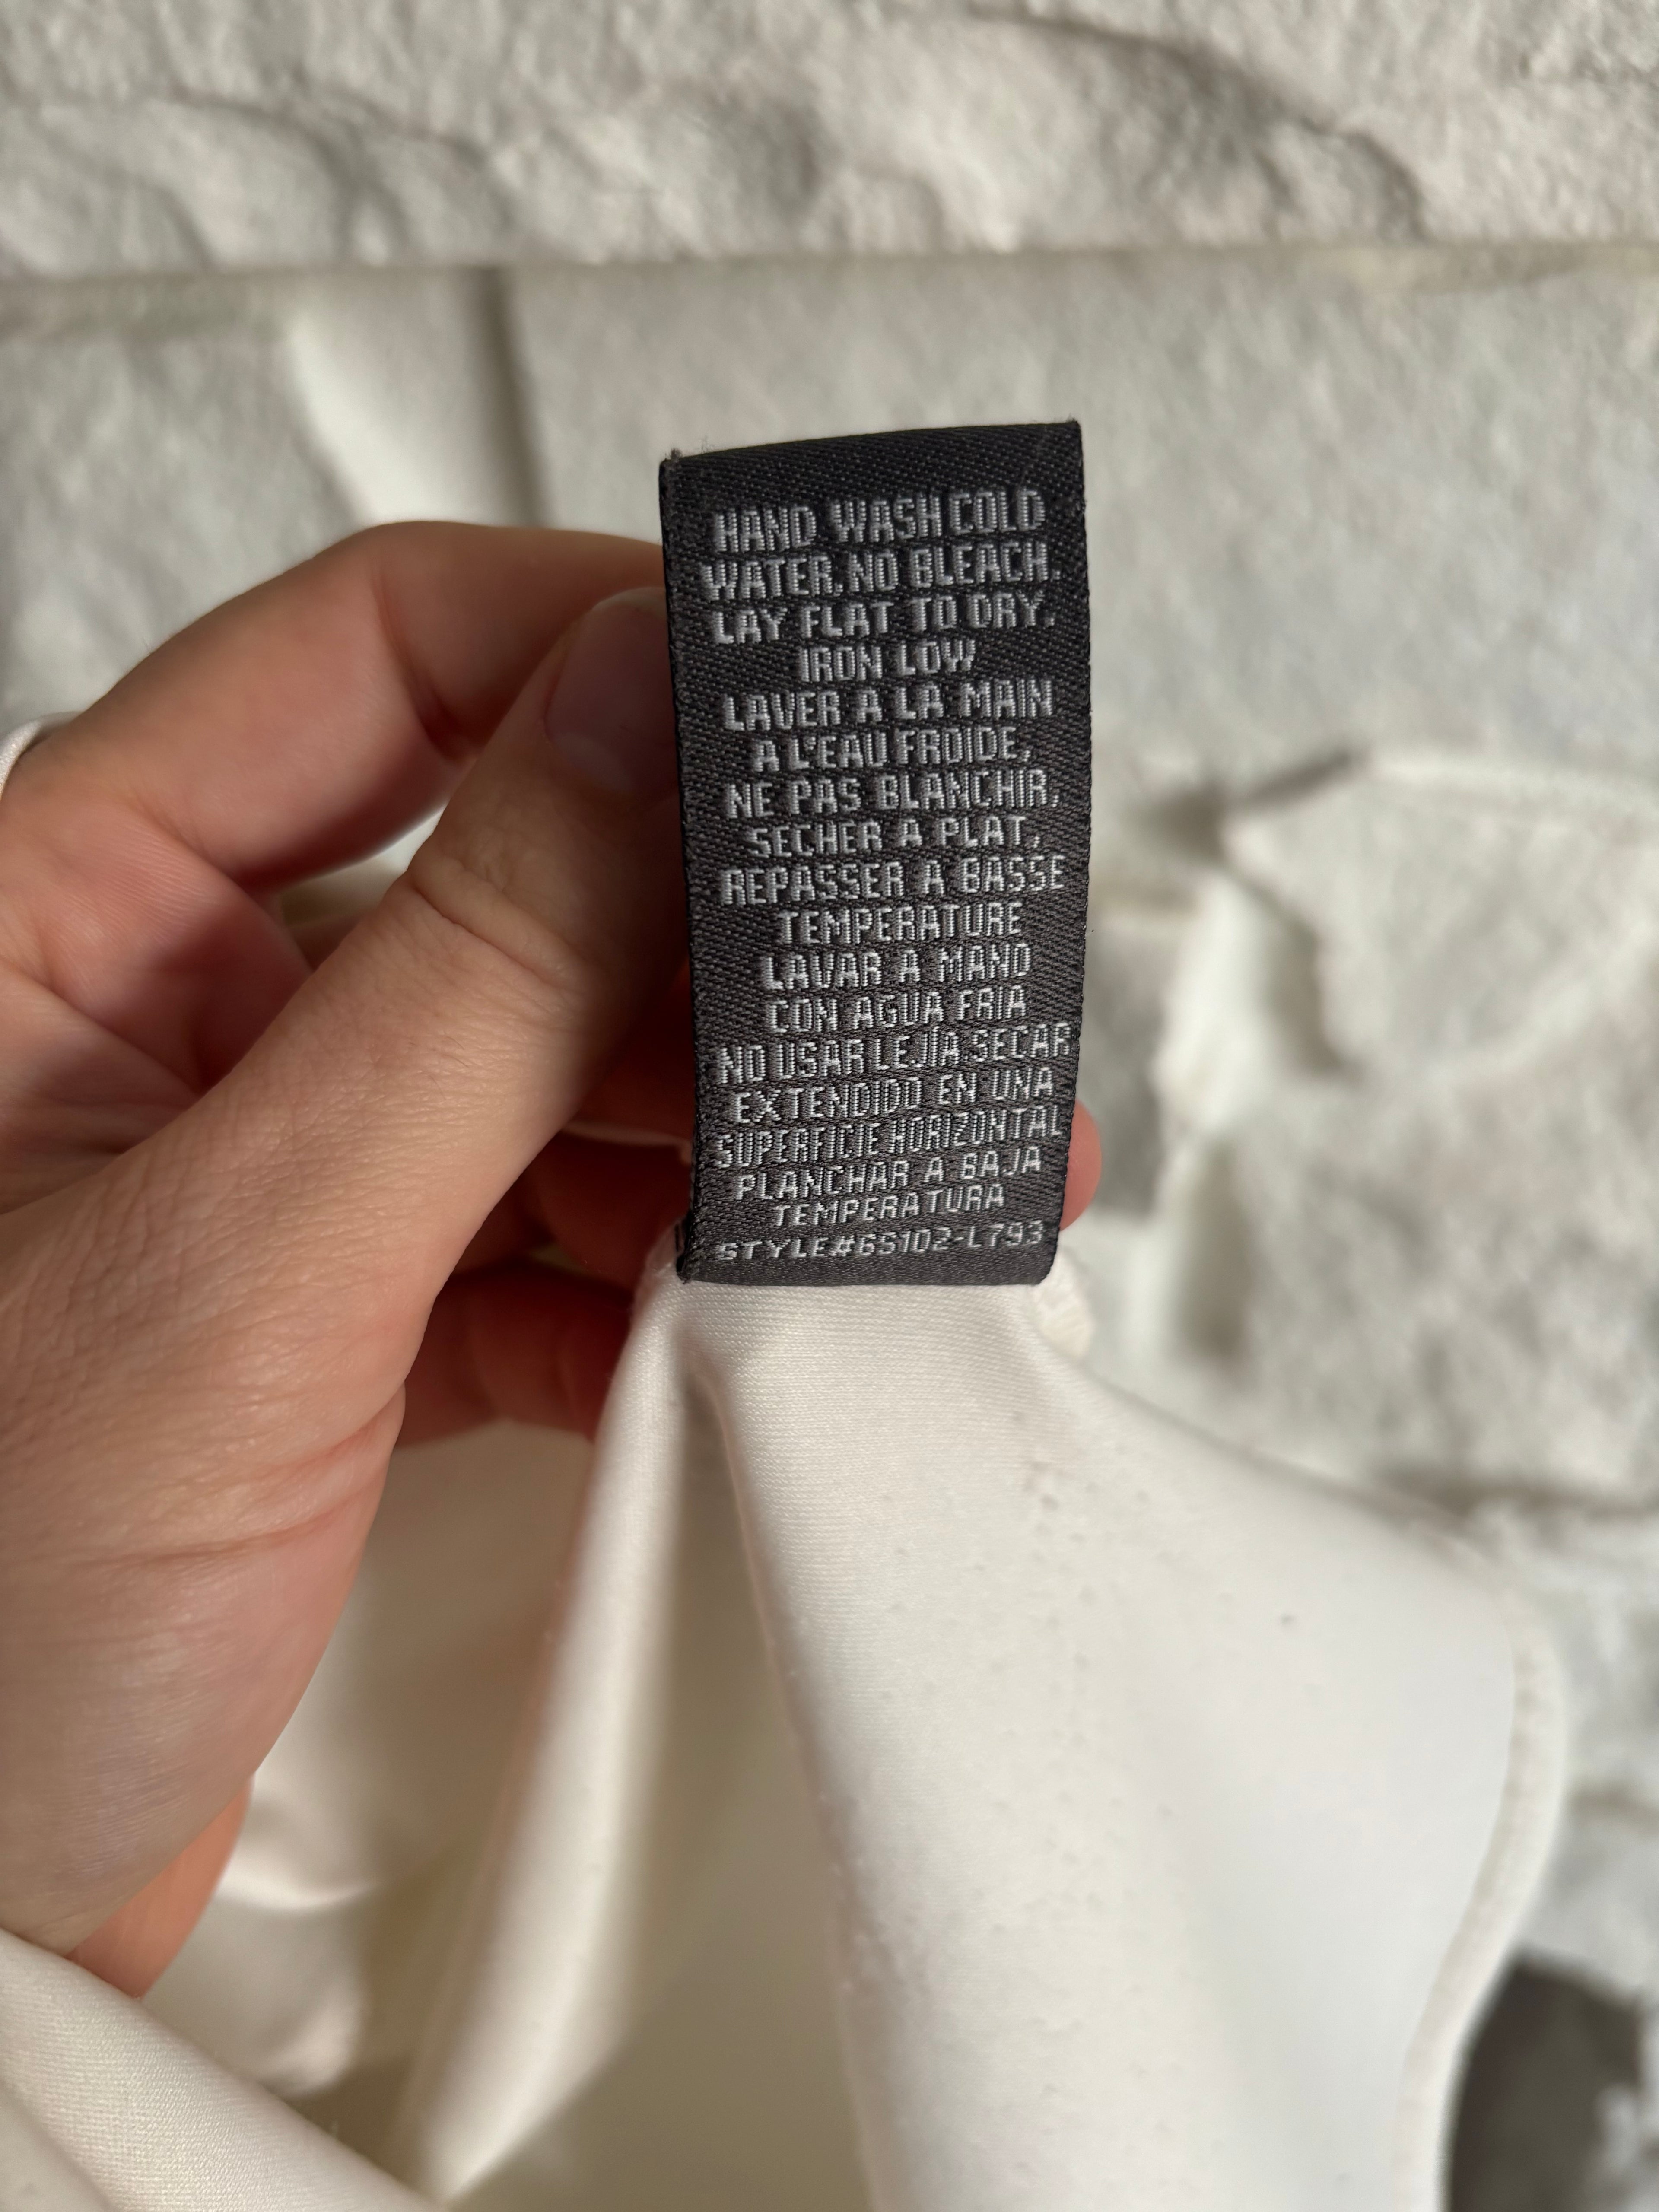 HAND WASH COLD
WATER. NO BLEACH.
LAY FLAT TO DRY.
IRON LOW
LAVER A LA MAIN
A L'EAU FROIDE,
NE PAS BLANCHIR,
SECHER A PLAT,
REPASSER A BASSE
TEMPERATURE
LAVAR A MANO
CON AGUA FRIA
NO USAR LEJÍA SECAR
EXTENDIDO EN UNA
SUPERFICIE HORIZONTAL
PLANCHAR A BAJA
TEMPERATURA
STYLE#6S102-L793